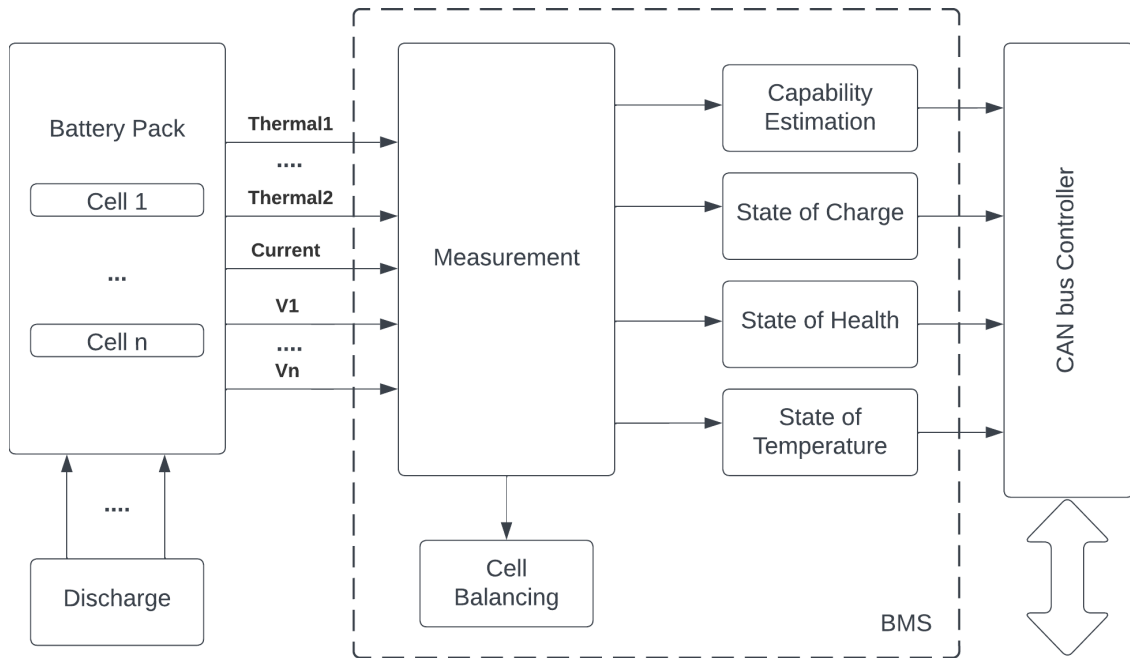 Battery Pack
Cell 1
...
Cell n
Thermal1
....
Thermal2
Current
V1
....
Vn
....
Discharge
Measurement
Cell
Balancing
Capability
Estimation
State of Charge
State of Health
State of
Temperature
BMS
CAN bus Controller